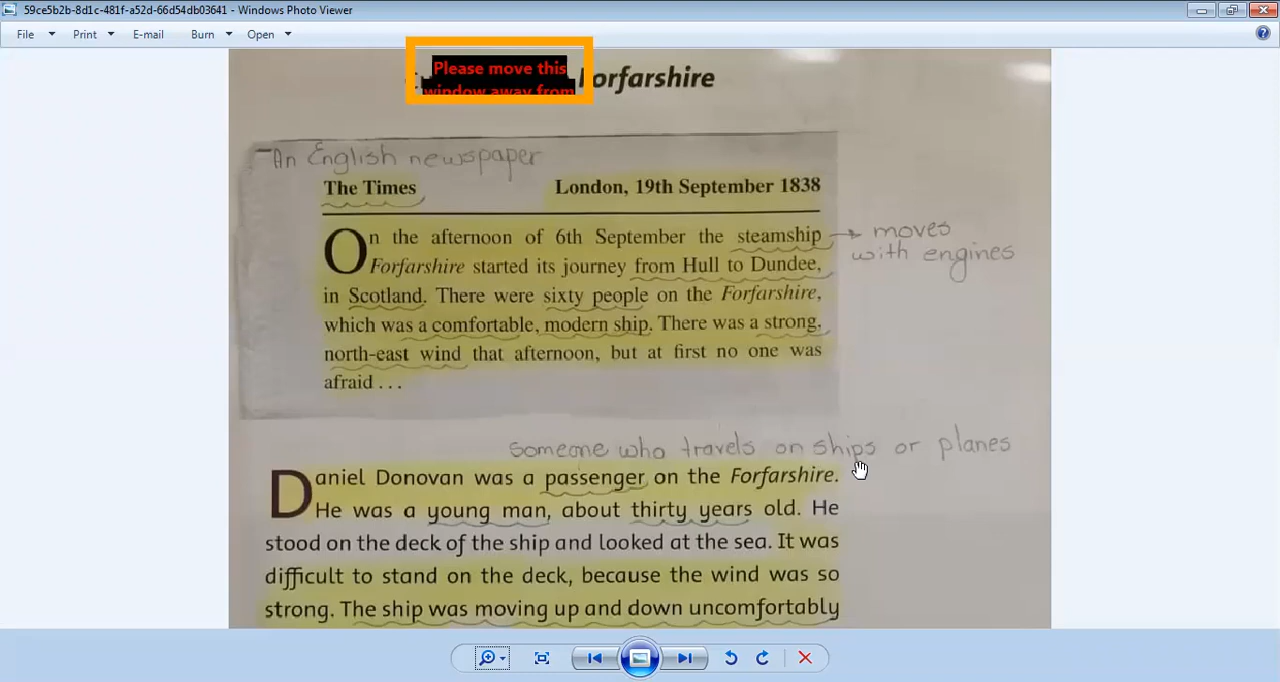 59ce5b2b-8d1c-481f-a52d-66d54db03641 - Windows Photo Viewer
File Print E-mail Burn Open
Please move this
window away from
Forfarshire
An English newspaper
The Times London, 19th September 1838
On the afternoon of 6th September the steamship
moves
Forfarshire started its journey from Hull to Dundee,
with engines
in Scotland. There were sixty people on the Forfarshire,
which was a comfortable, modern ship. There was a strong,
north-east wind that afternoon, but at first no one was
afraid . . .
someone who travels on ships or planes
Daniel Donovan was a passenger on the Forfarshire.
He was a young man, about thirty years old. He
stood on the deck of the ship and looked at the sea. It was
difficult to stand on the deck, because the wind was so
strong. The ship was moving up and down uncomfortably